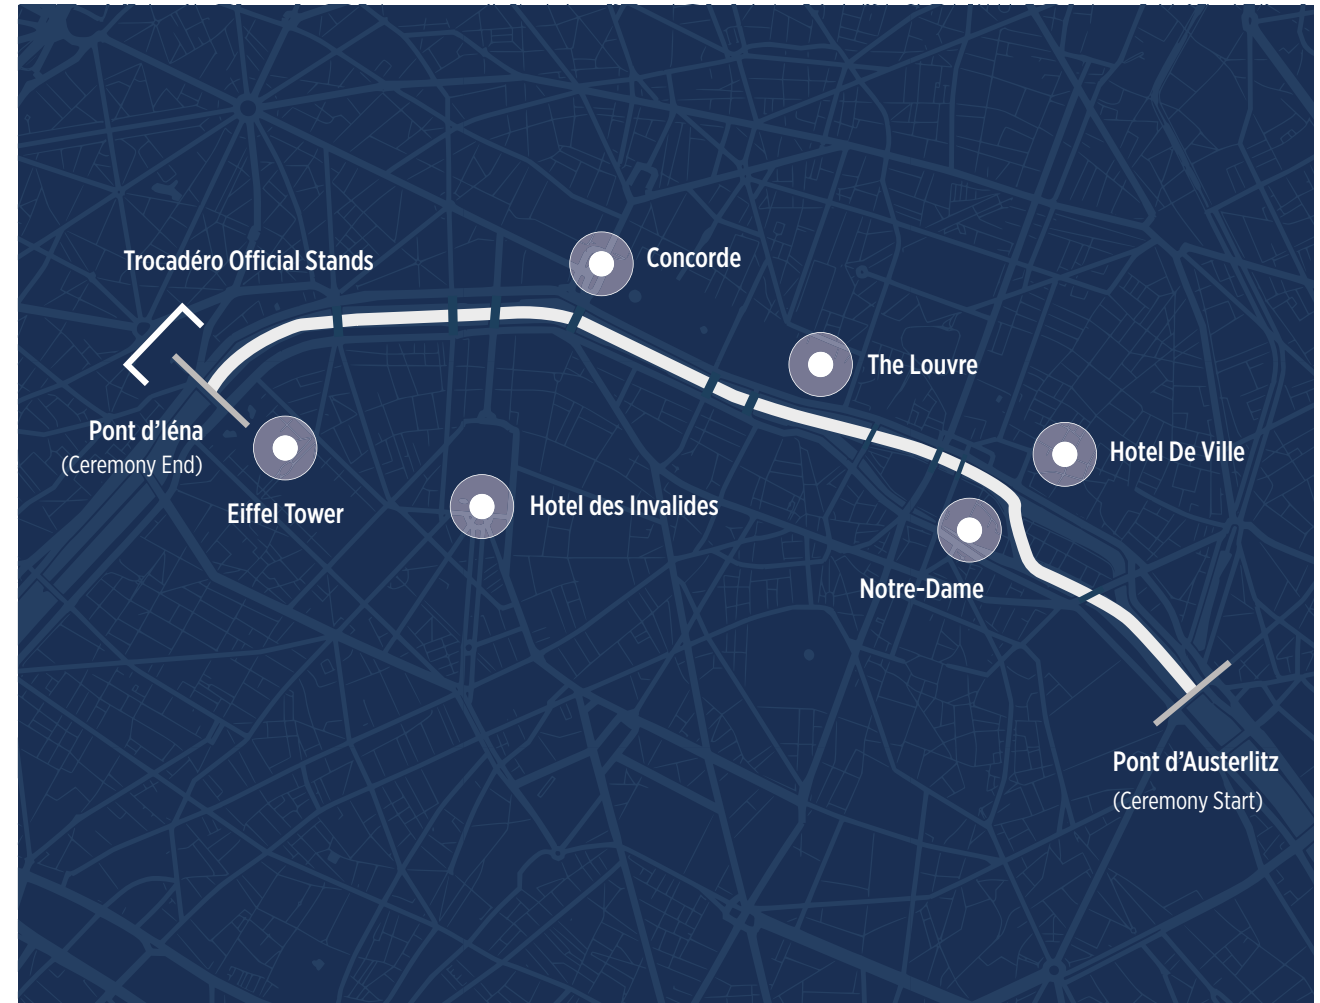 Concorde
Trocadéro Official Stands
The Louvre
Pont d’Iéna
(Ceremony End)
Hotel De Ville
Eiffel Tower
Hotel des Invalides
Notre-Dame
Pont d’Austerlitz
(Ceremony Start)